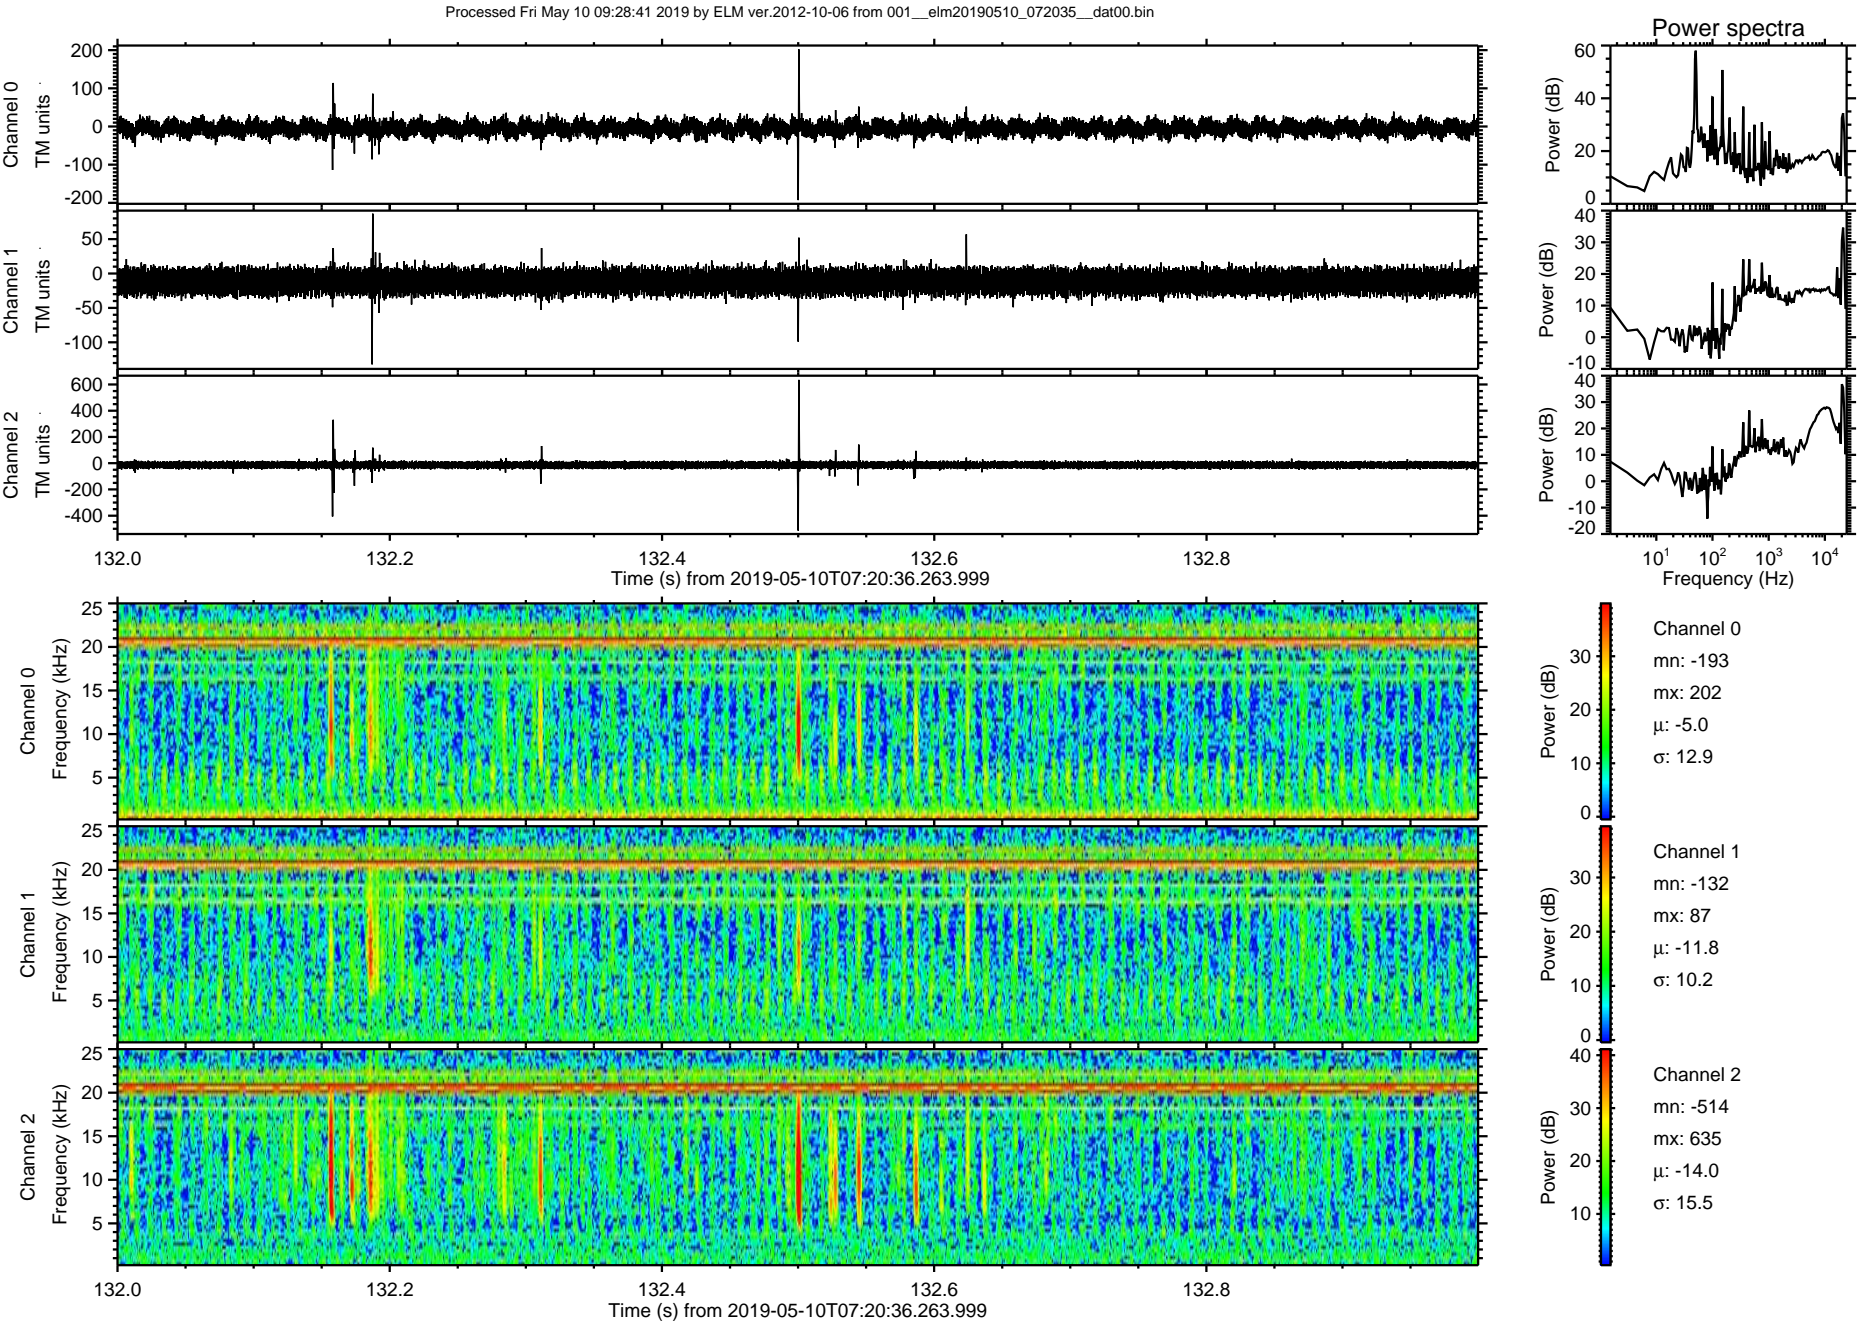 Processed Fri May 10 09:28:41 2019 by ELM ver.2012-10-06 from 001__elm20190510_072035__dat00.bin
Power spectra
Channel 0
TM units
200
100
0
-100
-200
Power (dB)
60
40
20
0
Channel 1
TM units
50
0
-50
-100
Power (dB)
40
30
20
10
0
-10
Channel 2
TM units
600
400
200
0
-200
-400
Power (dB)
40
30
20
10
0
-10
-20
132.0 132.2 132.4 132.6 132.8
Time (s) from 2019-05-10T07:20:36.263.999
10^1 10^2 10^3 10^4
Frequency (Hz)
Channel 0
Frequency (kHz)
25
20
15
10
5
Power (dB)
30
20
10
0
Channel 0
mn: -193
mx: 202
μ: -5.0
σ: 12.9
Channel 1
Frequency (kHz)
25
20
15
10
5
Power (dB)
30
20
10
0
Channel 1
mn: -132
mx: 87
μ: -11.8
σ: 10.2
Channel 2
Frequency (kHz)
25
20
15
10
5
Power (dB)
40
30
20
10
Channel 2
mn: -514
mx: 635
μ: -14.0
σ: 15.5
132.0 132.2 132.4 132.6 132.8
Time (s) from 2019-05-10T07:20:36.263.999